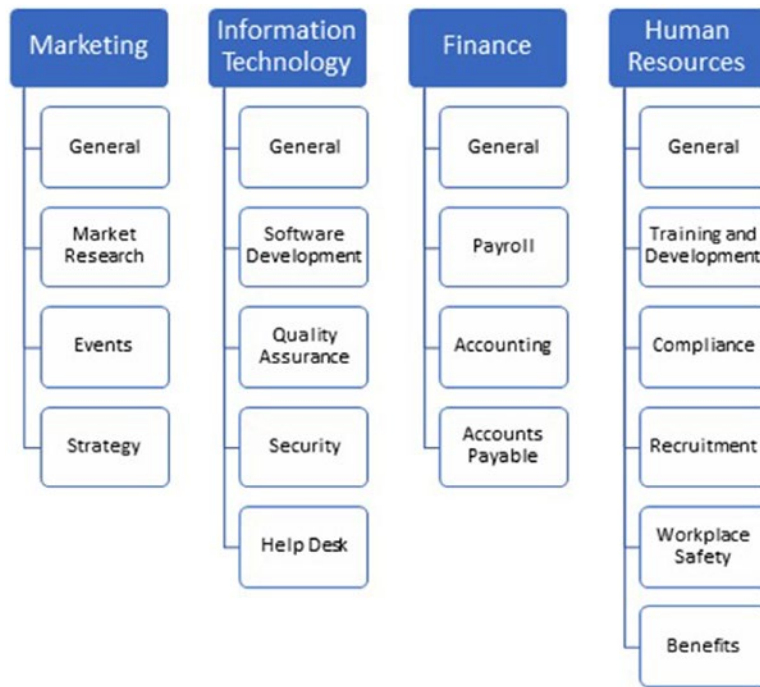 Marketing
General
Market
Research
Events
Strategy
Information
Technology
General
Software
Development
Quality
Assurance
Security
Help Desk
Finance
General
Payroll
Accounting
Accounts
Payable
Human
Resources
General
Training and
Development
Compliance
Recruitment
Workplace
Safety
Benefits